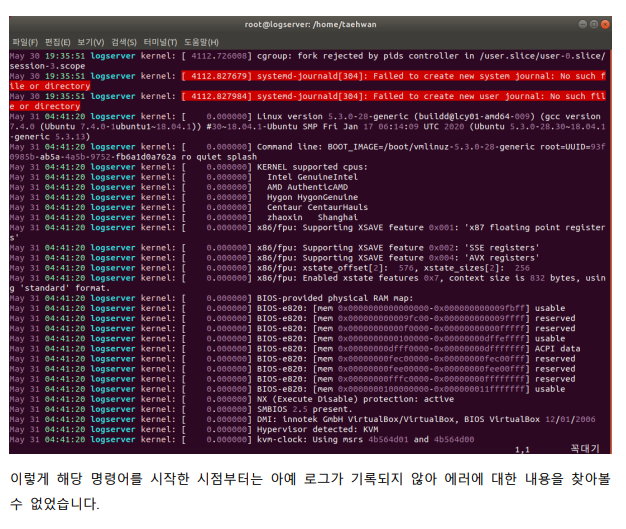 root@logserver: /home/taehwan
파일(F) 편집(E) 보기(V) 검색(S) 터미널(T) 도움말(H)
May 30 19:35:51 logserver kernel: [ 4112.726008] cgroup: fork rejected by pids controller in /user.slice/user-0.slice/
session-3.scope
May 30 19:35:51 logserver kernel: [ 4112.827679] systemd-journald[304]: Failed to create new system journal: No such f
ile or directory
May 30 19:35:51 logserver kernel: [ 4112.827984] systemd-journald[304]: Failed to create new user journal: No such fil
e or directory
May 31 04:41:20 logserver kernel: [    0.000000] Linux version 5.3.0-28-generic (buildd@lcy01-amd64-009) (gcc version
7.4.0 (Ubuntu 7.4.0-1ubuntu1~18.04.1)) #30~18.04.1-Ubuntu SMP Fri Jan 17 06:14:09 UTC 2020 (Ubuntu 5.3.0-28.30~18.04.1
-generic 5.3.13)
May 31 04:41:20 logserver kernel: [    0.000000] Command line: BOOT_IMAGE=/boot/vmlinuz-5.3.0-28-generic root=UUID=93f
0985b-ab5a-4a5b-9752-fb6a1d0a762a ro quiet splash
May 31 04:41:20 logserver kernel: [    0.000000] KERNEL supported cpus:
May 31 04:41:20 logserver kernel: [    0.000000]   Intel GenuineIntel
May 31 04:41:20 logserver kernel: [    0.000000]   AMD AuthenticAMD
May 31 04:41:20 logserver kernel: [    0.000000]   Hygon HygonGenuine
May 31 04:41:20 logserver kernel: [    0.000000]   Centaur CentaurHauls
May 31 04:41:20 logserver kernel: [    0.000000]   zhaoxin   Shanghai
May 31 04:41:20 logserver kernel: [    0.000000] x86/fpu: Supporting XSAVE feature 0x001: 'x87 floating point register
s'
May 31 04:41:20 logserver kernel: [    0.000000] x86/fpu: Supporting XSAVE feature 0x002: 'SSE registers'
May 31 04:41:20 logserver kernel: [    0.000000] x86/fpu: Supporting XSAVE feature 0x004: 'AVX registers'
May 31 04:41:20 logserver kernel: [    0.000000] x86/fpu: xstate_offset[2]:  576, xstate_sizes[2]:  256
May 31 04:41:20 logserver kernel: [    0.000000] x86/fpu: Enabled xstate features 0x7, context size is 832 bytes, usin
g 'standard' format.
May 31 04:41:20 logserver kernel: [    0.000000] BIOS-provided physical RAM map:
May 31 04:41:20 logserver kernel: [    0.000000] BIOS-e820: [mem 0x0000000000000000-0x000000000009fbff] usable
May 31 04:41:20 logserver kernel: [    0.000000] BIOS-e820: [mem 0x000000000009fc00-0x000000000009ffff] reserved
May 31 04:41:20 logserver kernel: [    0.000000] BIOS-e820: [mem 0x00000000000f0000-0x00000000000fffff] reserved
May 31 04:41:20 logserver kernel: [    0.000000] BIOS-e820: [mem 0x0000000000100000-0x00000000dffeffff] usable
May 31 04:41:20 logserver kernel: [    0.000000] BIOS-e820: [mem 0x00000000dfff0000-0x00000000dfffffff] ACPI data
May 31 04:41:20 logserver kernel: [    0.000000] BIOS-e820: [mem 0x00000000fec00000-0x00000000fec00fff] reserved
May 31 04:41:20 logserver kernel: [    0.000000] BIOS-e820: [mem 0x00000000fee00000-0x00000000fee00fff] reserved
May 31 04:41:20 logserver kernel: [    0.000000] BIOS-e820: [mem 0x00000000fffc0000-0x00000000ffffffff] reserved
May 31 04:41:20 logserver kernel: [    0.000000] BIOS-e820: [mem 0x0000000100000000-0x000000011fffffff] usable
May 31 04:41:20 logserver kernel: [    0.000000] NX (Execute Disable) protection: active
May 31 04:41:20 logserver kernel: [    0.000000] SMBIOS 2.5 present.
May 31 04:41:20 logserver kernel: [    0.000000] DMI: innotek GmbH VirtualBox/VirtualBox, BIOS VirtualBox 12/01/2006
May 31 04:41:20 logserver kernel: [    0.000000] Hypervisor detected: KVM
May 31 04:41:20 logserver kernel: [    0.000000] kvm-clock: Using msrs 4b564d01 and 4b564d00
1,1 꼭대기
이렇게 해당 명령어를 시작한 시점부터는 아예 로그가 기록되지 않아 에러에 대한 내용을 찾아볼
수 없었습니다.